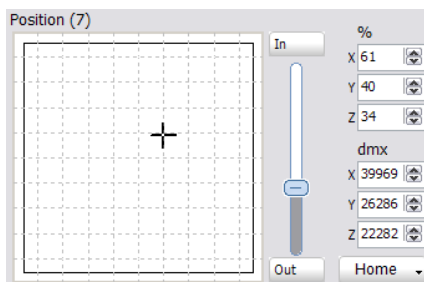 Position (7)
In
Out
%
X 61
Y 40
Z 34
dmx
X 39969
Y 26286
Z 22282
Home